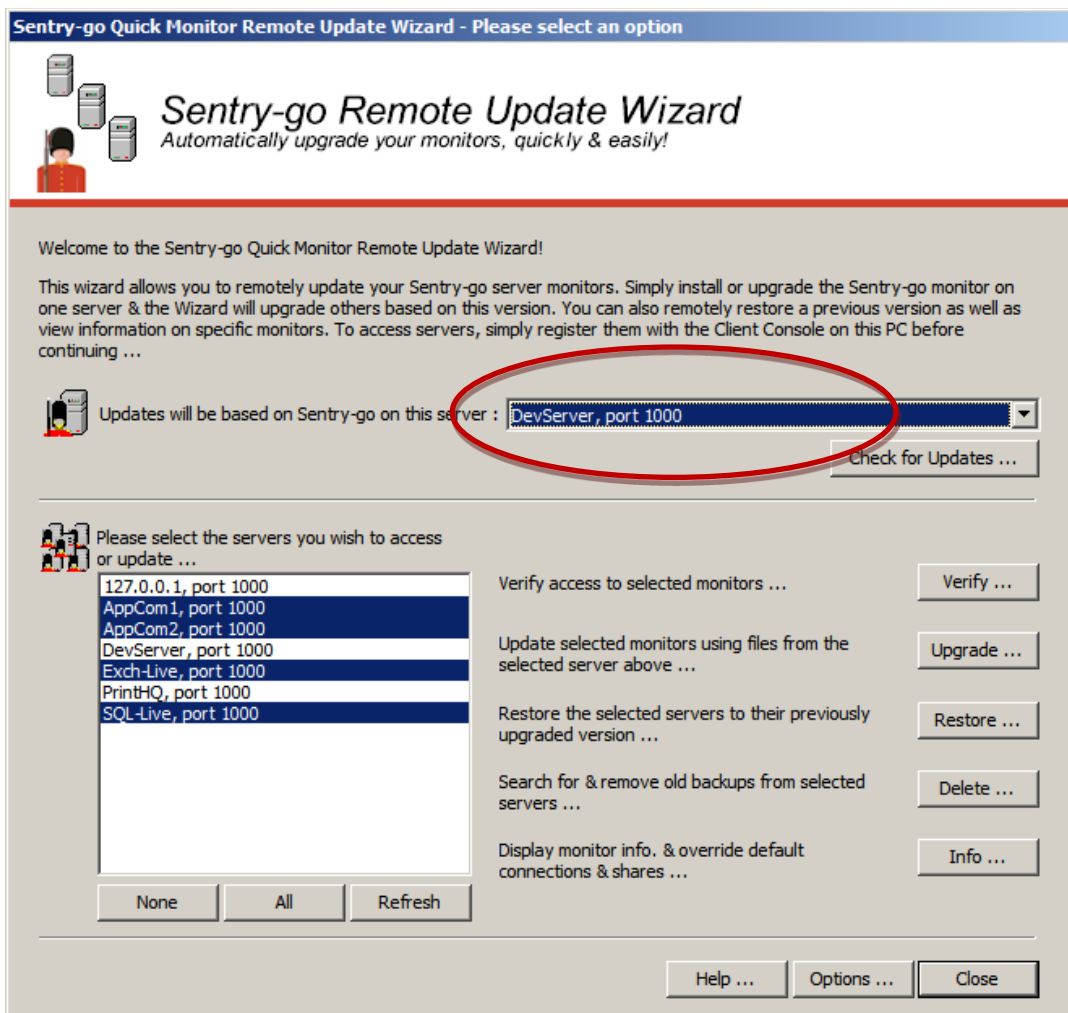 Sentry-go Quick Monitor Remote Update Wizard - Please select an option
Sentry-go Remote Update Wizard
Automatically upgrade your monitors, quickly & easily!
Welcome to the Sentry-go Quick Monitor Remote Update Wizard!
This wizard allows you to remotely update your Sentry-go server monitors. Simply install or upgrade the Sentry-go monitor on
one server & the Wizard will upgrade others based on this version. You can also remotely restore a previous version as well as
view information on specific monitors. To access servers, simply register them with the Client Console on this PC before
continuing ...
Updates will be based on Sentry-go on this server : DevServer, port 1000
Check for Updates ...
Please select the servers you wish to access
or update ...
127.0.0.1, port 1000
AppCom1, port 1000
AppCom2, port 1000
DevServer, port 1000
Exch-Live, port 1000
PrintHQ, port 1000
SQL-Live, port 1000
None All Refresh
Verify access to selected monitors ... Verify ...
Update selected monitors using files from the
selected server above ...
Upgrade ...
Restore the selected servers to their previously
upgraded version ...
Restore ...
Search for & remove old backups from selected
servers ...
Delete ...
Display monitor info. & override default
connections & shares ...
Info ...
Help ... Options ... Close